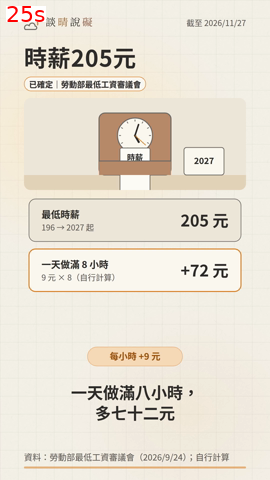 25s
談晴說礙
截至 2026/11/27
時薪205元
已確定｜勞動部最低工資審議會
時薪
2027
最低時薪
196 → 2027 起
205 元
一天做滿 8 小時
9 元 × 8（自行計算）
+72 元
每小時 +9 元
一天做滿八小時，
多七十二元
資料：勞動部最低工資審議會（2026/9/24）；自行計算